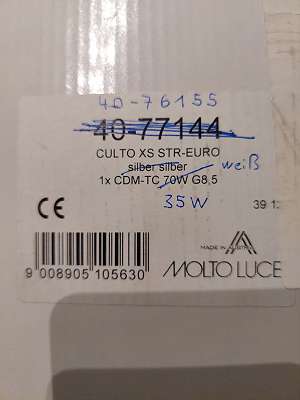 40-76155
40-77144
CULTO XS STR-EURO
silber silber weiß
1x CDM-TC 70W G8,5
35W
CE
39 1
MADE IN AUSTRIA
9 008905 105630
MOLTO LUCE